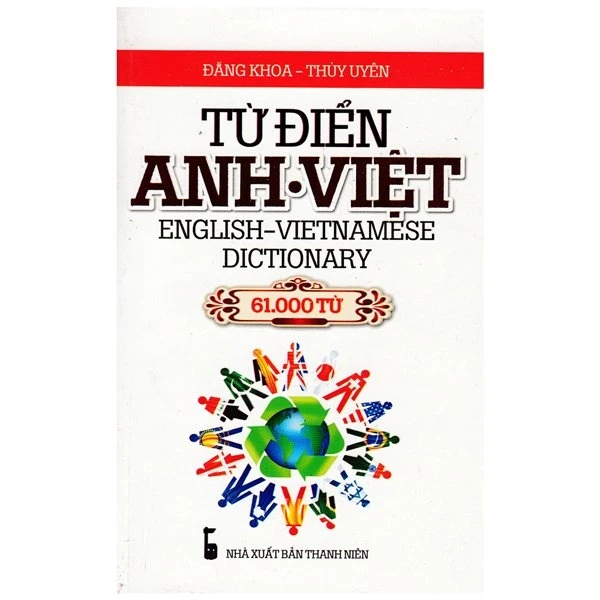 ĐĂNG KHOA - THÙY UYÊN
TỪ ĐIỂN
ANH·VIỆT
ENGLISH-VIETNAMESE
DICTIONARY
61.000 TỪ
NHÀ XUẤT BẢN THANH NIÊN